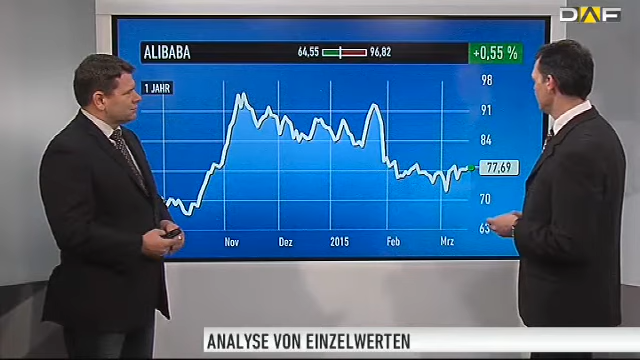 DAF
ALIBABA 64,55 96,82 +0,55 %
1 JAHR
98
91
84
77.69
70
63
Nov Dez 2015 Feb Mrz
ANALYSE VON EINZELWERTEN